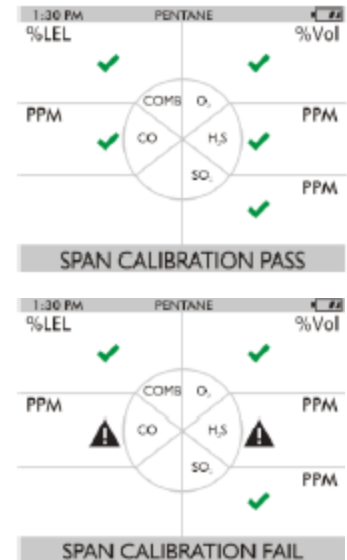 1:30 PM PENTANE
%LEL %Vol
COMB O₂
PPM PPM
CO H₂S
SO₂
PPM
SPAN CALIBRATION PASS
1:30 PM PENTANE
%LEL %Vol
COMB O₂
PPM PPM
CO H₂S
SO₂
PPM
SPAN CALIBRATION FAIL